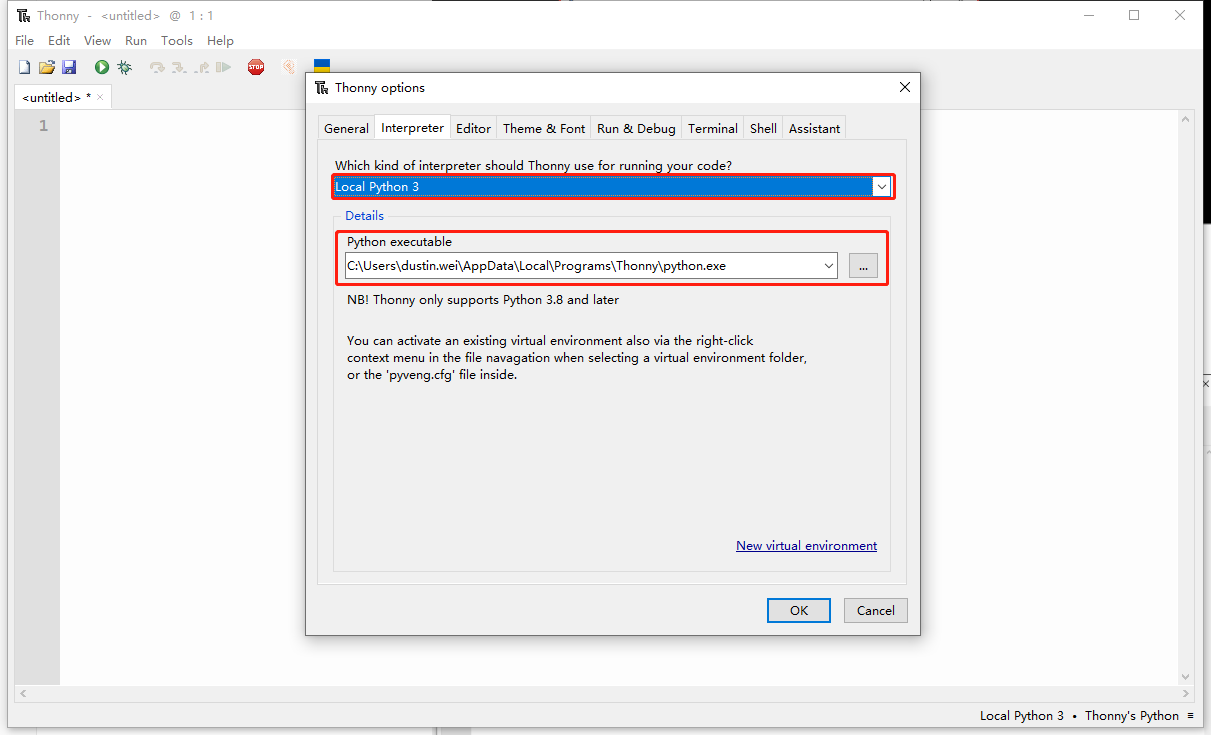 Thonny - <untitled> @ 1 : 1
File Edit View Run Tools Help
STOP
<untitled> *
1
Thonny options
General Interpreter Editor Theme & Font Run & Debug Terminal Shell Assistant
Which kind of interpreter should Thonny use for running your code?
Local Python 3
Details
Python executable
C:\Users\dustin.wei\AppData\Local\Programs\Thonny\python.exe
...
NB! Thonny only supports Python 3.8 and later
You can activate an existing virtual environment also via the right-click
context menu in the file navagation when selecting a virtual environment folder,
or the 'pyveng.cfg' file inside.
New virtual environment
OK Cancel
Local Python 3 • Thonny's Python ≡